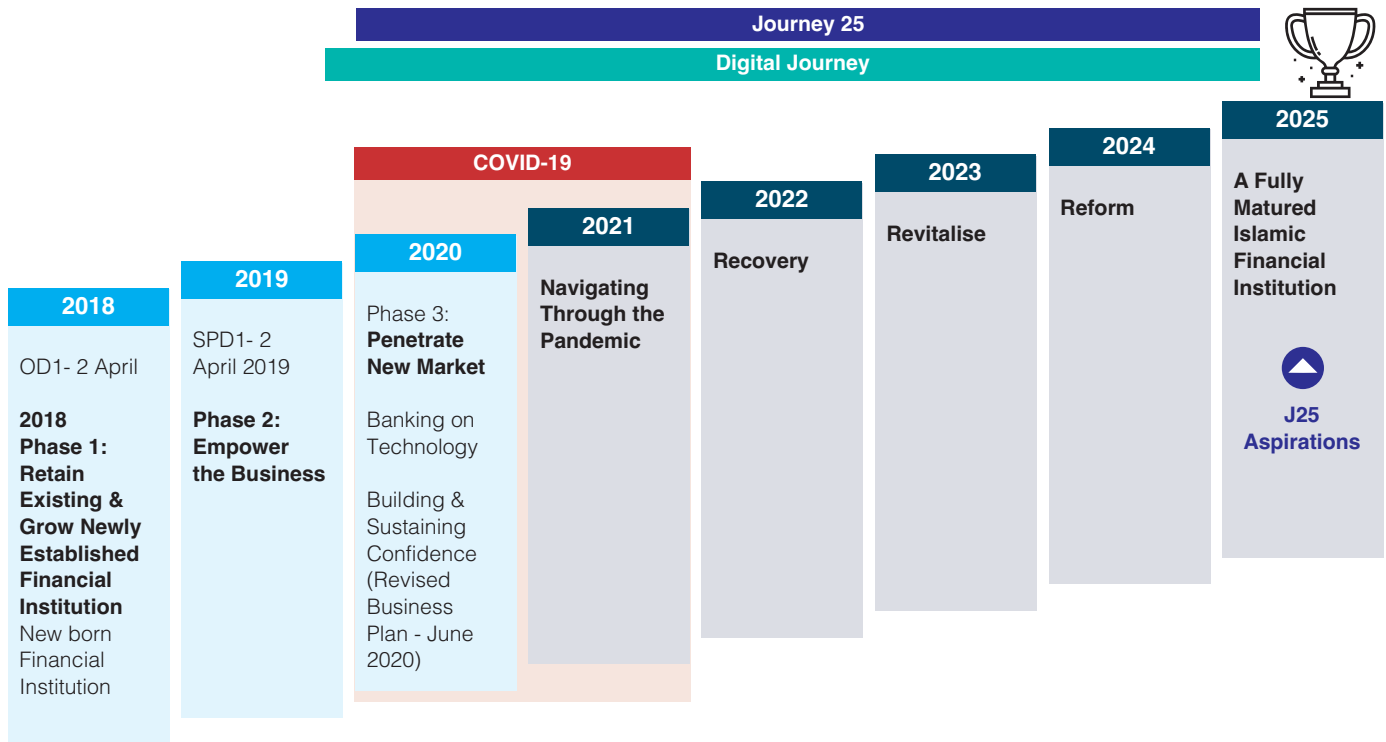 Journey 25
Digital Journey
COVID-19
2018
OD1- 2 April
2018
Phase 1:
Retain
Existing &
Grow Newly
Established
Financial
Institution
New born
Financial
Institution
2019
SPD1- 2
April 2019
Phase 2:
Empower
the Business
2020
Phase 3:
Penetrate
New Market
Banking on
Technology
Building &
Sustaining
Confidence
(Revised
Business
Plan - June
2020)
2021
Navigating
Through the
Pandemic
2022
Recovery
2023
Revitalise
2024
Reform
2025
A Fully
Matured
Islamic
Financial
Institution
J25
Aspirations